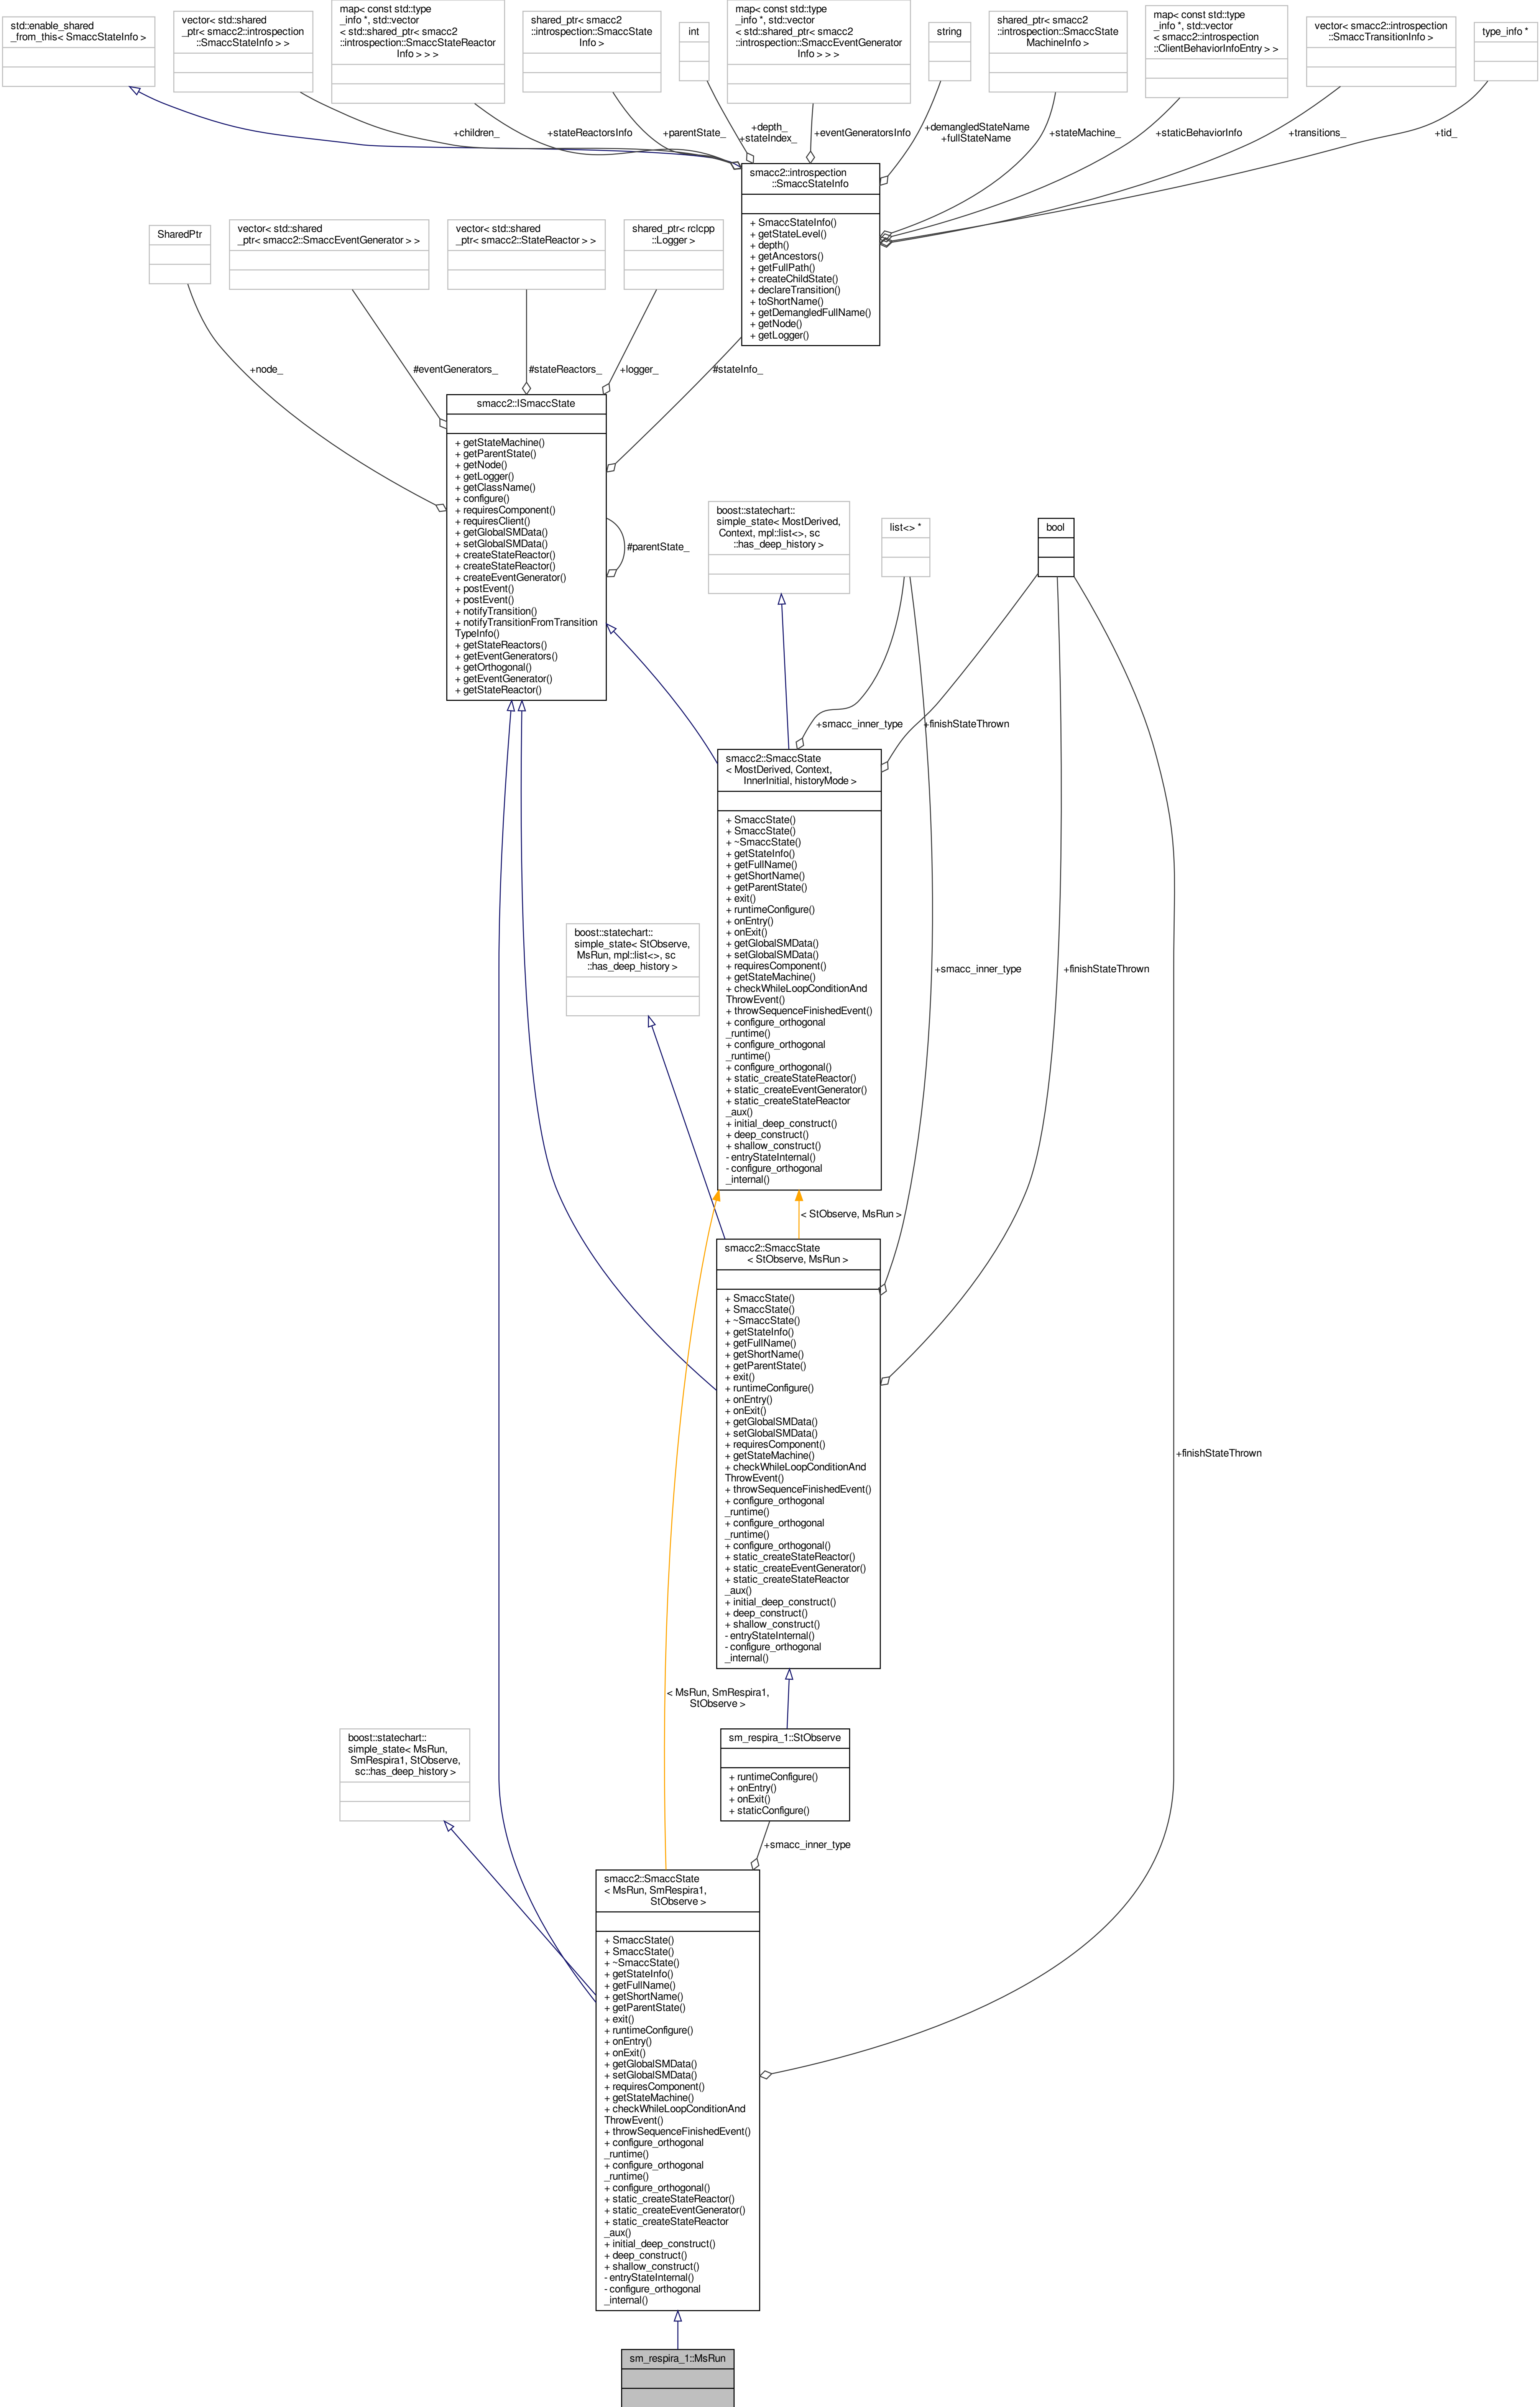 std::enable_shared
_from_this< SmaccStateInfo >
vector< std::shared
_ptr< smacc2::introspection
::SmaccStateInfo > >
map< const std::type
_info *, std::vector
< std::shared_ptr< smacc2
::introspection::SmaccStateReactor
Info > > >
shared_ptr< smacc2
::introspection::SmaccState
Info >
int
map< const std::type
_info *, std::vector
< std::shared_ptr< smacc2
::introspection::SmaccEventGenerator
Info > > >
string
shared_ptr< smacc2
::introspection::SmaccState
MachineInfo >
map< const std::type
_info *, std::vector
< smacc2::introspection
::ClientBehaviorInfoEntry > >
vector< smacc2::introspection
::SmaccTransitionInfo >
type_info *
+children_
+stateReactorsInfo
+parentState_
+depth_
+stateIndex_
+eventGeneratorsInfo
+demangledStateName
+fullStateName
+stateMachine_
+staticBehaviorInfo
+transitions_
+tid_
smacc2::introspection
::SmaccStateInfo
+ SmaccStateInfo()
+ getStateLevel()
+ depth()
+ getAncestors()
+ getFullPath()
+ createChildState()
+ declareTransition()
+ toShortName()
+ getDemangledFullName()
+ getNode()
+ getLogger()
SharedPtr
vector< std::shared
_ptr< smacc2::SmaccEventGenerator > >
vector< std::shared
_ptr< smacc2::StateReactor > >
shared_ptr< rclcpp
::Logger >
+node_
#eventGenerators_
#stateReactors_
+logger_
#stateInfo_
smacc2::ISmaccState
+ getStateMachine()
+ getParentState()
+ getNode()
+ getLogger()
+ getClassName()
+ configure()
+ requiresComponent()
+ requiresClient()
+ getGlobalSMData()
+ setGlobalSMData()
+ createStateReactor()
+ createStateReactor()
+ createEventGenerator()
+ postEvent()
+ postEvent()
+ notifyTransition()
+ notifyTransitionFromTransition
TypeInfo()
+ getStateReactors()
+ getEventGenerators()
+ getOrthogonal()
+ getEventGenerator()
+ getStateReactor()
#parentState_
boost::statechart::
simple_state< MostDerived,
Context, mpl::list<>, sc
::has_deep_history >
list<> *
bool
+smacc_inner_type
+finishStateThrown
smacc2::SmaccState
< MostDerived, Context,
InnerInitial, historyMode >
+ SmaccState()
+ SmaccState()
+ ~SmaccState()
+ getStateInfo()
+ getFullName()
+ getShortName()
+ getParentState()
+ exit()
+ runtimeConfigure()
+ onEntry()
+ onExit()
+ getGlobalSMData()
+ setGlobalSMData()
+ requiresComponent()
+ getStateMachine()
+ checkWhileLoopConditionAnd
ThrowEvent()
+ throwSequenceFinishedEvent()
+ configure_orthogonal
_runtime()
+ configure_orthogonal
_runtime()
+ configure_orthogonal()
+ static_createStateReactor()
+ static_createEventGenerator()
+ static_createStateReactor
_aux()
+ initial_deep_construct()
+ deep_construct()
+ shallow_construct()
- entryStateInternal()
- configure_orthogonal
_internal()
boost::statechart::
simple_state< StObserve,
MsRun, mpl::list<>, sc
::has_deep_history >
+smacc_inner_type
+finishStateThrown
< StObserve, MsRun >
smacc2::SmaccState
< StObserve, MsRun >
+ SmaccState()
+ SmaccState()
+ ~SmaccState()
+ getStateInfo()
+ getFullName()
+ getShortName()
+ getParentState()
+ exit()
+ runtimeConfigure()
+ onEntry()
+ onExit()
+ getGlobalSMData()
+ setGlobalSMData()
+ requiresComponent()
+ getStateMachine()
+ checkWhileLoopConditionAnd
ThrowEvent()
+ throwSequenceFinishedEvent()
+ configure_orthogonal
_runtime()
+ configure_orthogonal
_runtime()
+ configure_orthogonal()
+ static_createStateReactor()
+ static_createEventGenerator()
+ static_createStateReactor
_aux()
+ initial_deep_construct()
+ deep_construct()
+ shallow_construct()
- entryStateInternal()
- configure_orthogonal
_internal()
+finishStateThrown
< MsRun, SmRespira1,
StObserve >
boost::statechart::
simple_state< MsRun,
SmRespira1, StObserve,
sc::has_deep_history >
sm_respira_1::StObserve
+ runtimeConfigure()
+ onEntry()
+ onExit()
+ staticConfigure()
+smacc_inner_type
smacc2::SmaccState
< MsRun, SmRespira1,
StObserve >
+ SmaccState()
+ SmaccState()
+ ~SmaccState()
+ getStateInfo()
+ getFullName()
+ getShortName()
+ getParentState()
+ exit()
+ runtimeConfigure()
+ onEntry()
+ onExit()
+ getGlobalSMData()
+ setGlobalSMData()
+ requiresComponent()
+ getStateMachine()
+ checkWhileLoopConditionAnd
ThrowEvent()
+ throwSequenceFinishedEvent()
+ configure_orthogonal
_runtime()
+ configure_orthogonal
_runtime()
+ configure_orthogonal()
+ static_createStateReactor()
+ static_createEventGenerator()
+ static_createStateReactor
_aux()
+ initial_deep_construct()
+ deep_construct()
+ shallow_construct()
- entryStateInternal()
- configure_orthogonal
_internal()
sm_respira_1::MsRun